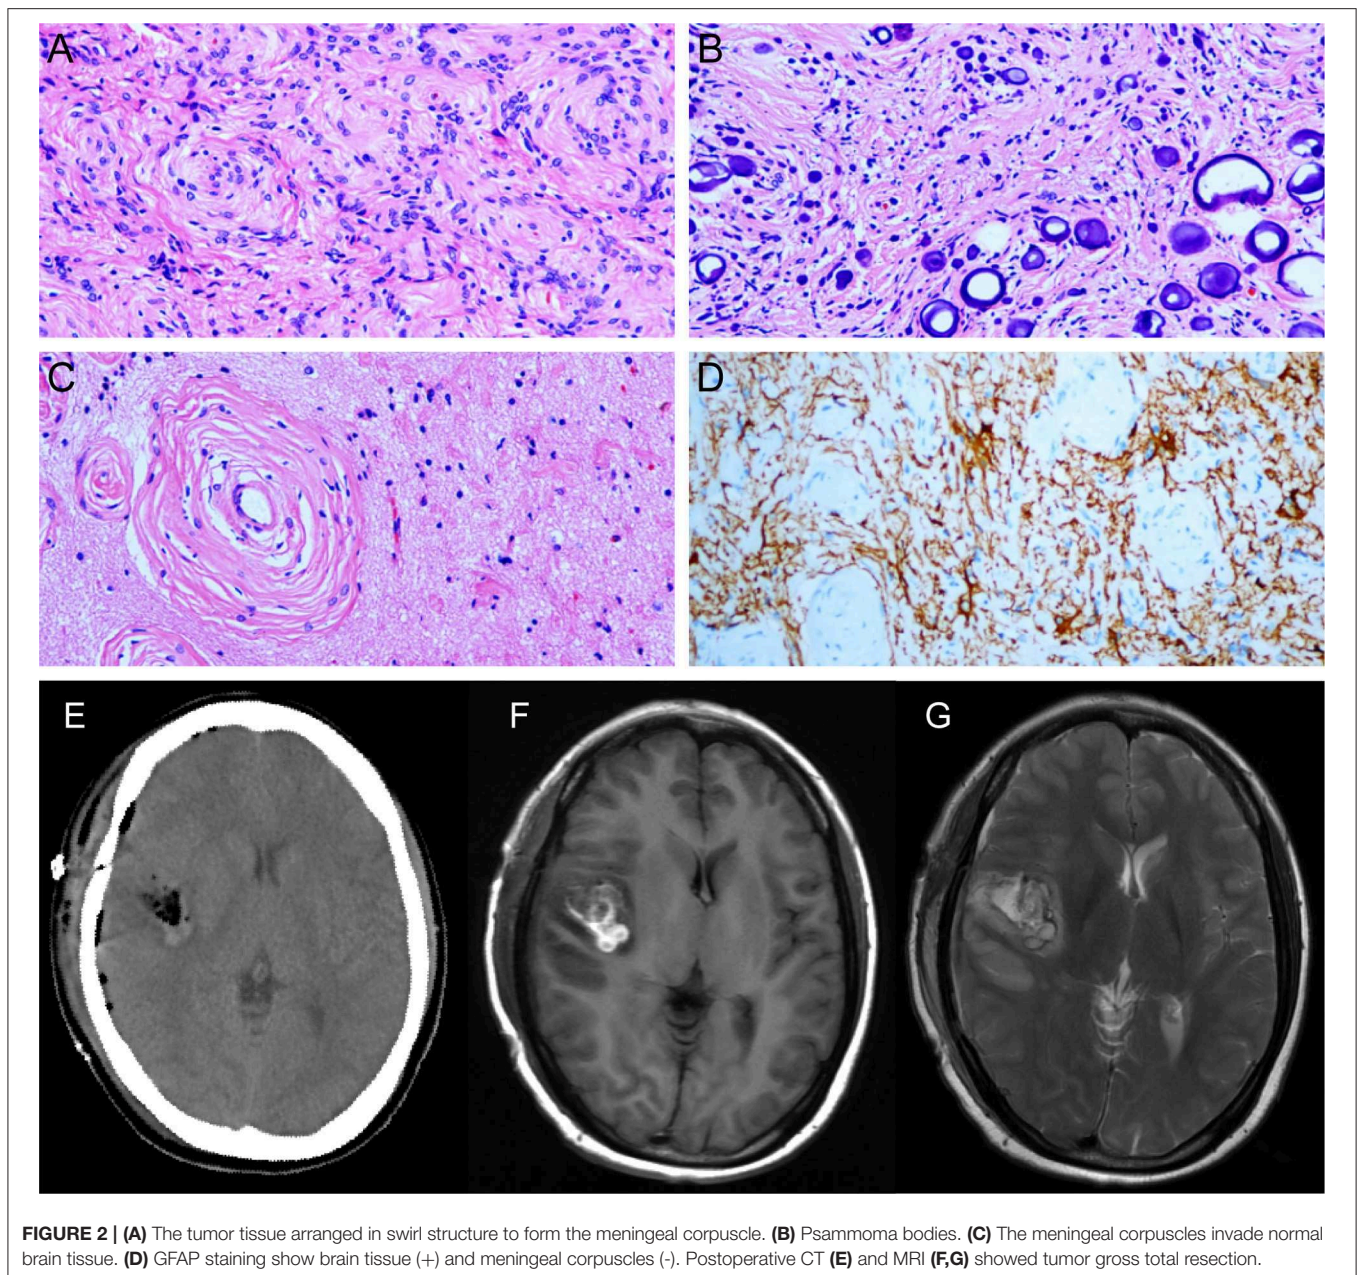 A
B
C
D
E
F
G
FIGURE 2 | (A) The tumor tissue arranged in swirl structure to form the meningeal corpuscle. (B) Psammoma bodies. (C) The meningeal corpuscles invade normal
brain tissue. (D) GFAP staining show brain tissue (+) and meningeal corpuscles (-). Postoperative CT (E) and MRI (F,G) showed tumor gross total resection.